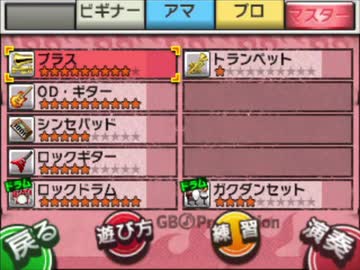 ビギナー
アマ
プロ
マスター
ブラス
トランペット
OD・ギター
シンセパッド
ロックギター
ドラム
ロックドラム
ドラム
ガクダンセット
GB♪Pro
ion
戻る
遊び方
練習
演奏